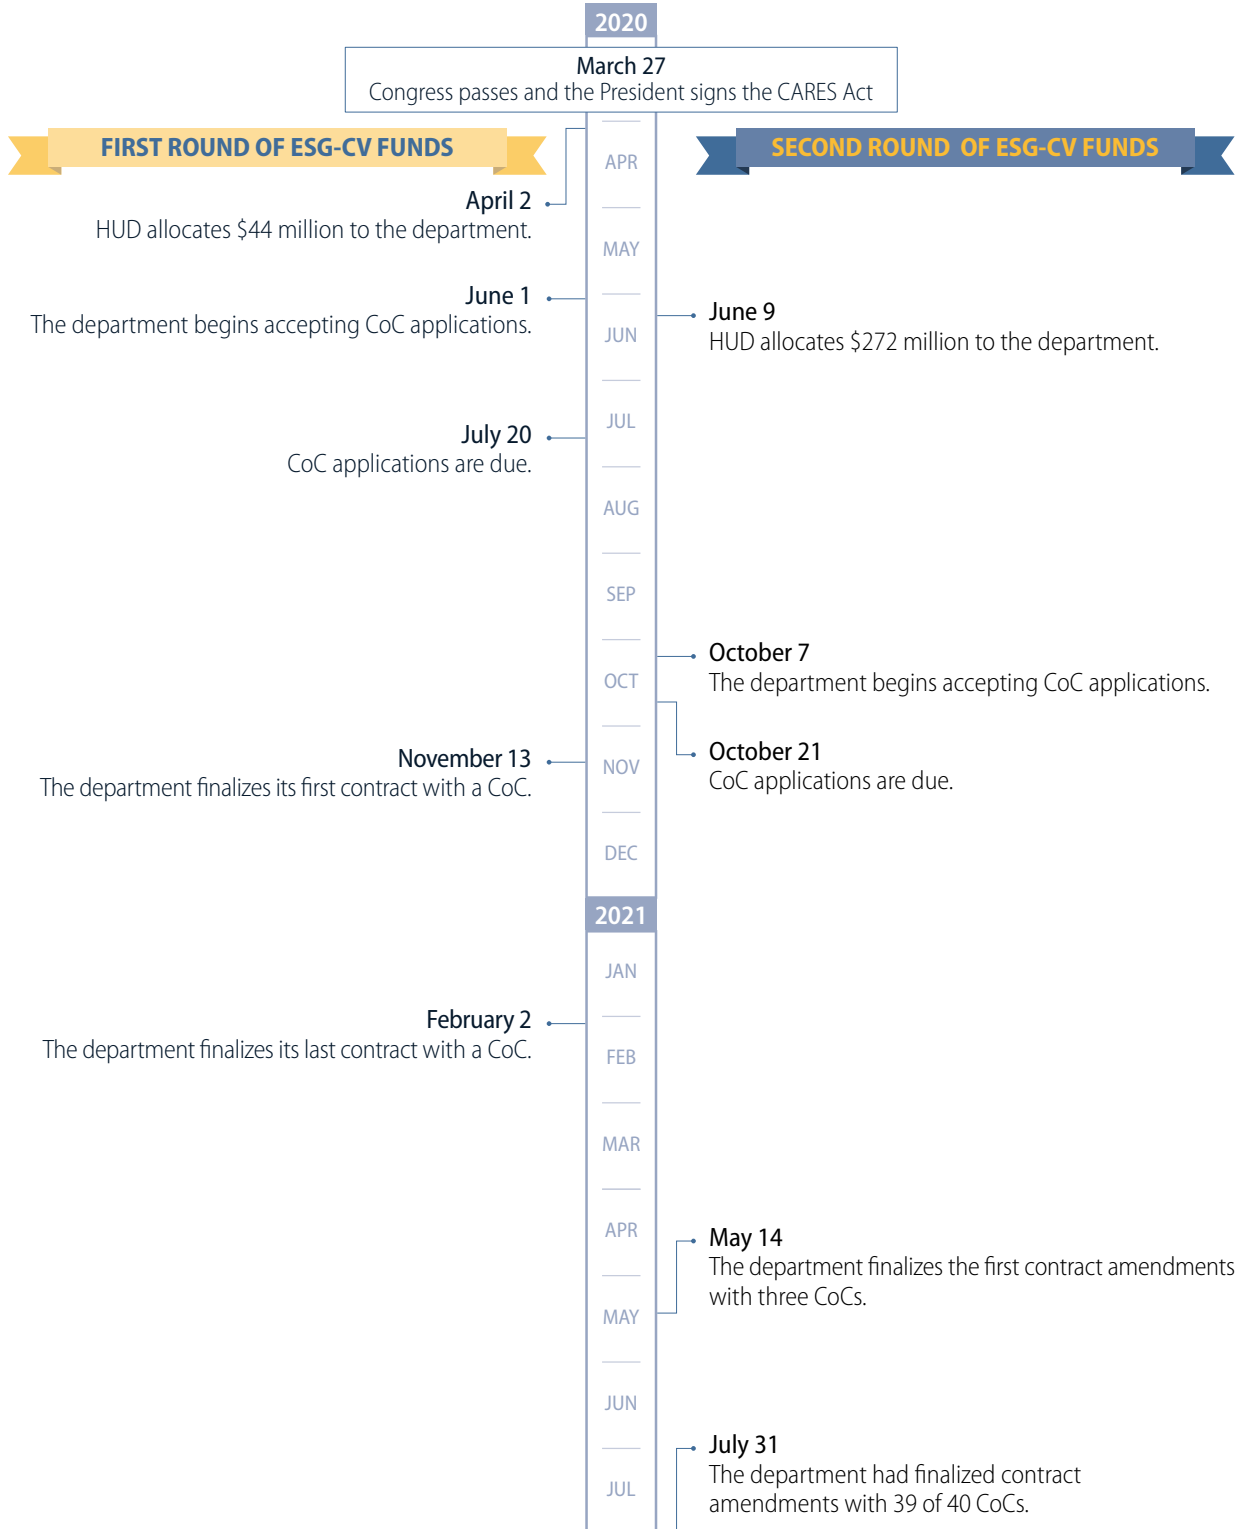 2020
March 27
Congress passes and the President signs the CARES Act
FIRST ROUND OF ESG-CV FUNDS
SECOND ROUND OF ESG-CV FUNDS
APR
April 2
HUD allocates $44 million to the department.
MAY
June 1
The department begins accepting CoC applications.
June 9
HUD allocates $272 million to the department.
JUN
JUL
July 20
CoC applications are due.
AUG
SEP
October 7
The department begins accepting CoC applications.
OCT
October 21
CoC applications are due.
November 13
The department finalizes its first contract with a CoC.
NOV
DEC
2021
JAN
February 2
The department finalizes its last contract with a CoC.
FEB
MAR
APR
May 14
The department finalizes the first contract amendments
with three CoCs.
MAY
JUN
July 31
The department had finalized contract
amendments with 39 of 40 CoCs.
JUL